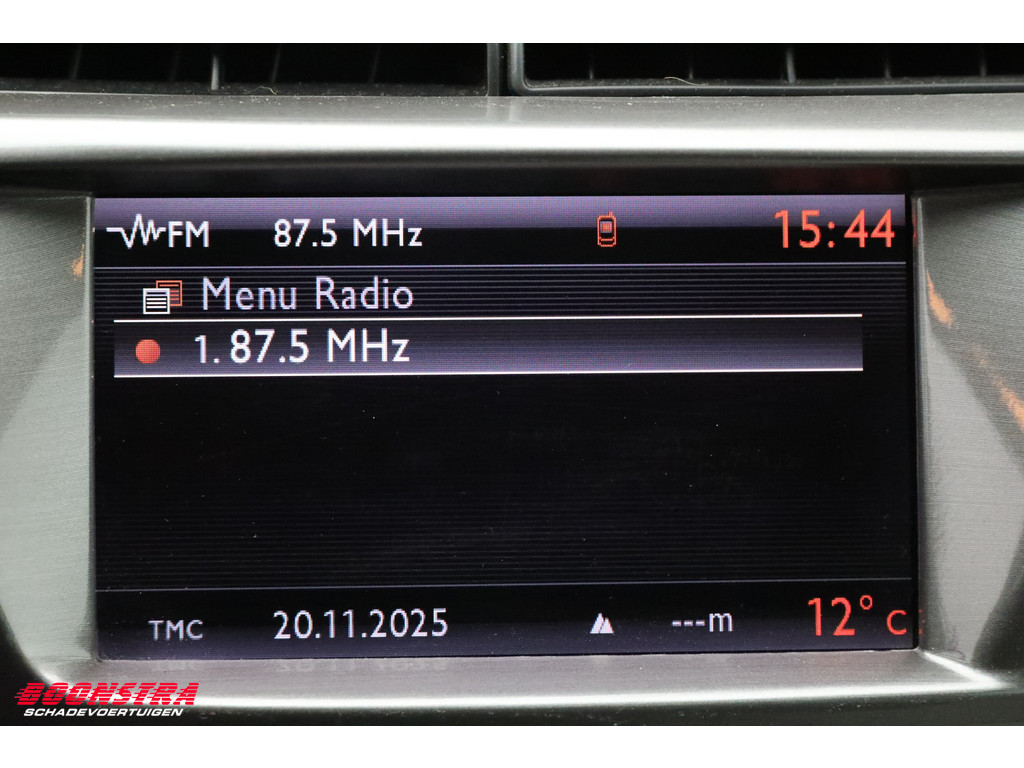 FM 87.5 MHz 15:44
Menu Radio
1. 87.5 MHz
TMC 20.11.2025 ---m 12° C
BOONSTRA
SCHADEVOERTUIGEN